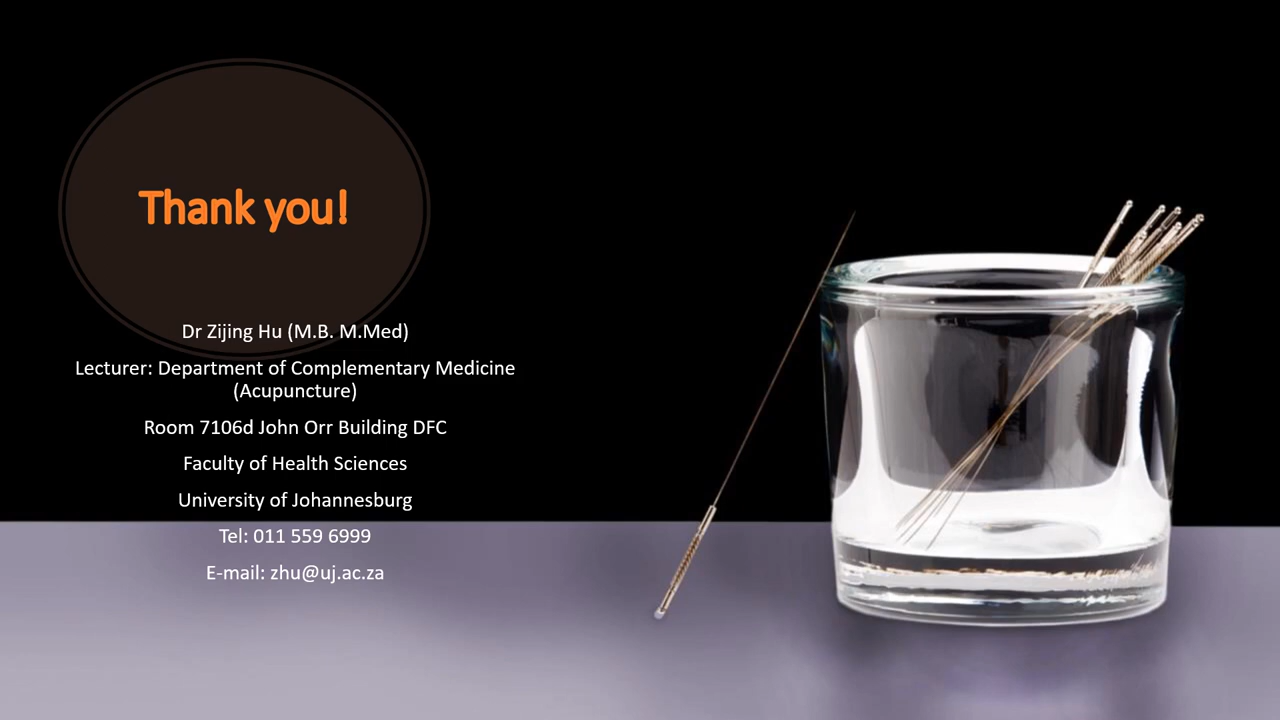 Thank you!
Dr Zijing Hu (M.B. M.Med)
Lecturer: Department of Complementary Medicine
(Acupuncture)
Room 7106d John Orr Building DFC
Faculty of Health Sciences
University of Johannesburg
Tel: 011 559 6999
E-mail: zhu@uj.ac.za